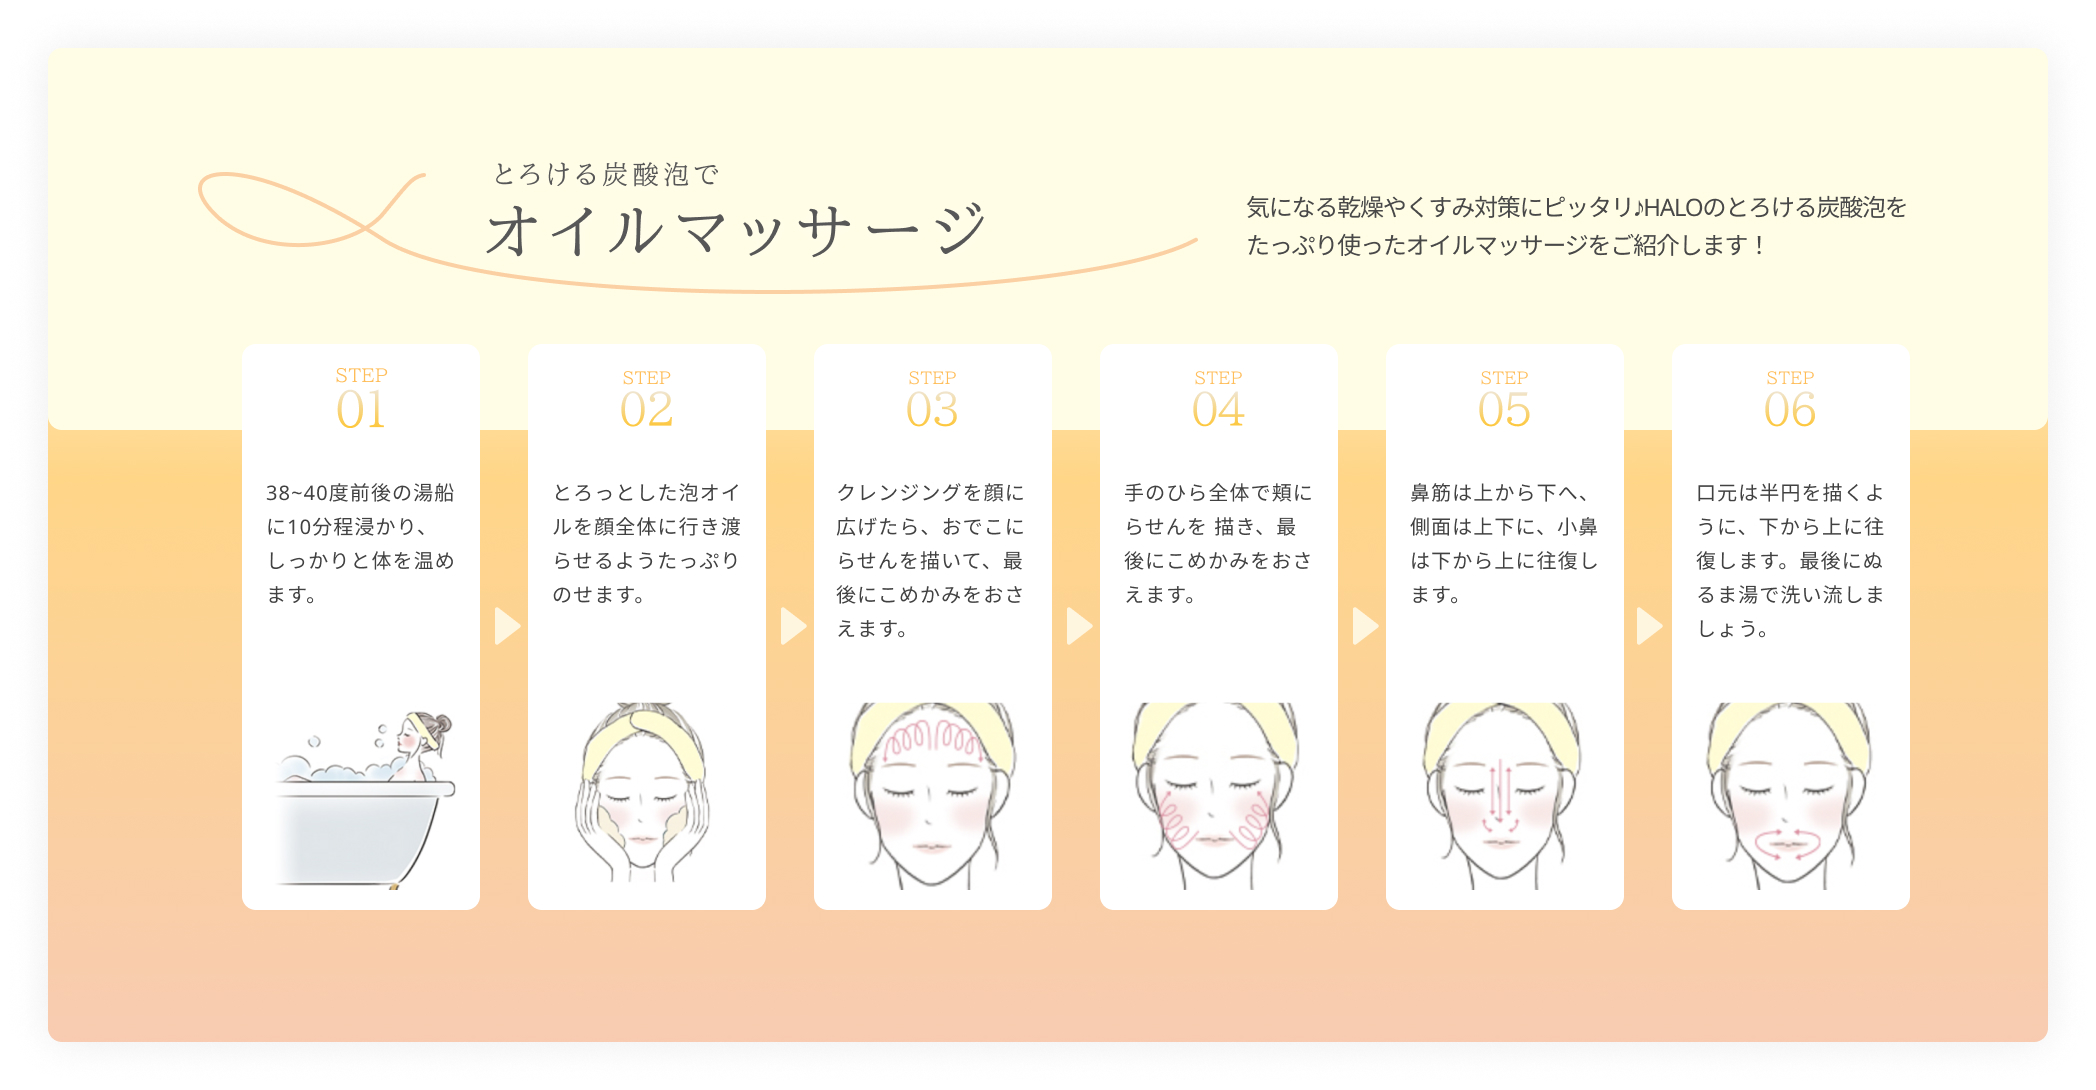 とろける炭酸泡で
オイルマッサージ
気になる乾燥やくすみ対策にピッタリ♪HALOのとろける炭酸泡を
たっぷり使ったオイルマッサージをご紹介します！
STEP
01
38~40度前後の湯船
に10分程浸かり、
しっかりと体を温め
ます。
STEP
02
とろっとした泡オイ
ルを顔全体に行き渡
らせるようたっぷり
のせます。
STEP
03
クレンジングを顔に
広げたら、おでこに
らせんを描いて、最
後にこめかみをおさ
えます。
STEP
04
手のひら全体で頬に
らせんを 描き、最
後にこめかみをおさ
えます。
STEP
05
鼻筋は上から下へ、
側面は上下に、小鼻
は下から上に往復し
ます。
STEP
06
口元は半円を描くよ
うに、下から上に往
復します。最後にぬ
るま湯で洗い流しま
しょう。